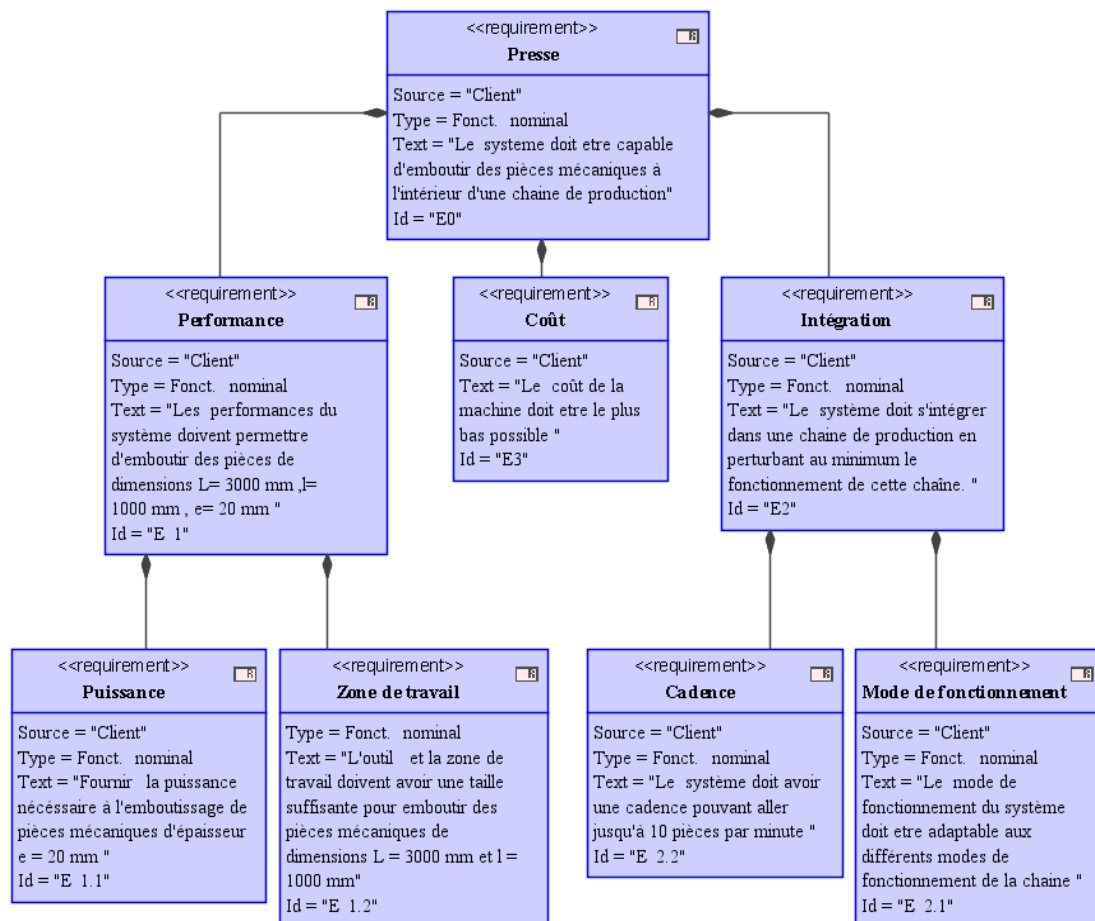 <<requirement>>
Presse
Source = "Client"
Type = Fonct. nominal
Text = "Le systeme doit etre capable
d'emboutir des pièces mécaniques à
l'intérieur d'une chaine de production"
Id = "E0"
<<requirement>>
Performance
Source = "Client"
Type = Fonct. nominal
Text = "Les performances du
système doivent permettre
d'emboutir des pièces de
dimensions L= 3000 mm ,l=
1000 mm , e= 20 mm "
Id = "E 1"
<<requirement>>
Coût
Source = "Client"
Text = "Le coût de la
machine doit etre le plus
bas possible "
Id = "E3"
<<requirement>>
Intégration
Source = "Client"
Type = Fonct. nominal
Text = "Le système doit s'intégrer
dans une chaine de production en
perturbant au minimum le
fonctionnement de cette chaîne. "
Id = "E2"
<<requirement>>
Puissance
Source = "Client"
Type = Fonct. nominal
Text = "Fournir la puissance
nécéssaire à l'emboutissage de
pièces mécaniques d'épaisseur
e = 20 mm "
Id = "E 1.1"
<<requirement>>
Zone de travail
Type = Fonct. nominal
Text = "L'outil et la zone de
travail doivent avoir une taille
suffisante pour emboutir des
pièces mécaniques de
dimensions L = 3000 mm et l =
1000 mm"
Id = "E 1.2"
<<requirement>>
Cadence
Source = "Client"
Type = Fonct. nominal
Text = "Le système doit avoir
une cadence pouvant aller
jusqu'à 10 pièces par minute "
Id = "E 2.2"
<<requirement>>
Mode de fonctionnement
Source = "Client"
Type = Fonct. nominal
Text = "Le mode de
fonctionnement du système
doit etre adaptable aux
différents modes de
fonctionnement de la chaine "
Id = "E 2.1"